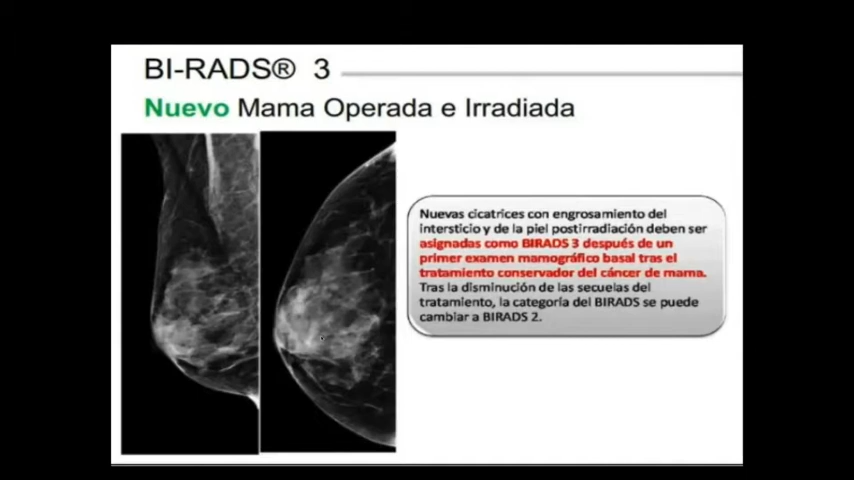 BI-RADS® 3
Nuevo Mama Operada e Irradiada
Nuevas cicatrices con engrosamiento del
intersticio y de la piel postirradiación deben ser
asignadas como BIRADS 3 después de un
primer examen mamográfico basal tras el
tratamiento conservador del cáncer de mama.
Tras la disminución de las secuelas del
tratamiento, la categoría del BIRADS se puede
cambiar a BIRADS 2.